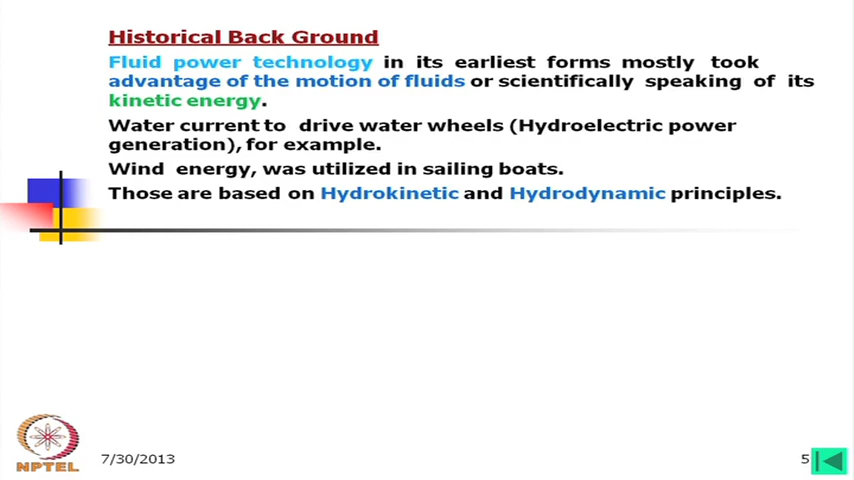 Historical Back Ground
Fluid power technology in its earliest forms mostly took
advantage of the motion of fluids or scientifically speaking of its
kinetic energy.
Water current to drive water wheels (Hydroelectric power
generation), for example.
Wind energy, was utilized in sailing boats.
Those are based on Hydrokinetic and Hydrodynamic principles.
NPTEL
7/30/2013
5